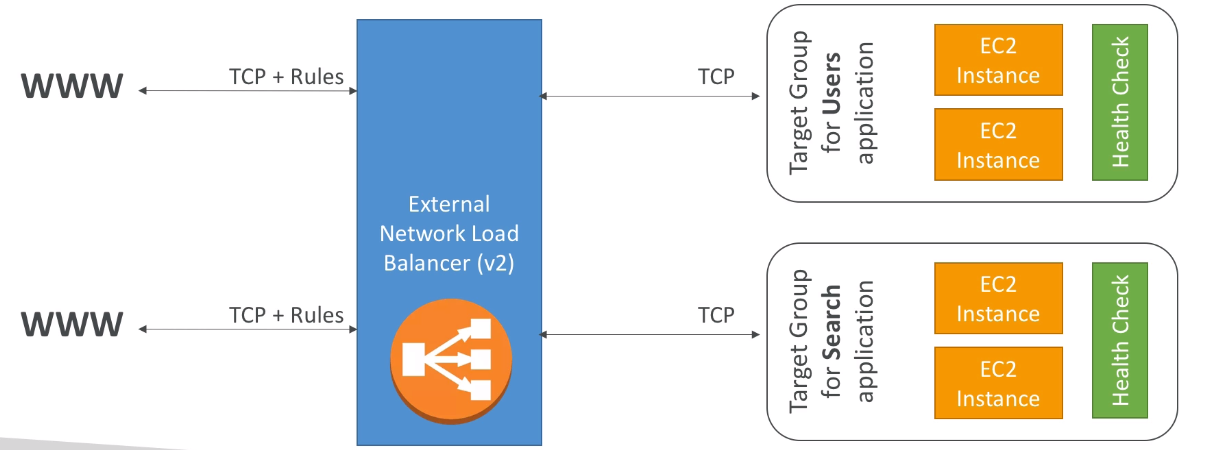 WWW
TCP + Rules
External
Network Load
Balancer (v2)
TCP
Target Group
for Users
application
EC2
Instance
EC2
Instance
Health Check
WWW
TCP + Rules
TCP
Target Group
for Search
application
EC2
Instance
EC2
Instance
Health Check